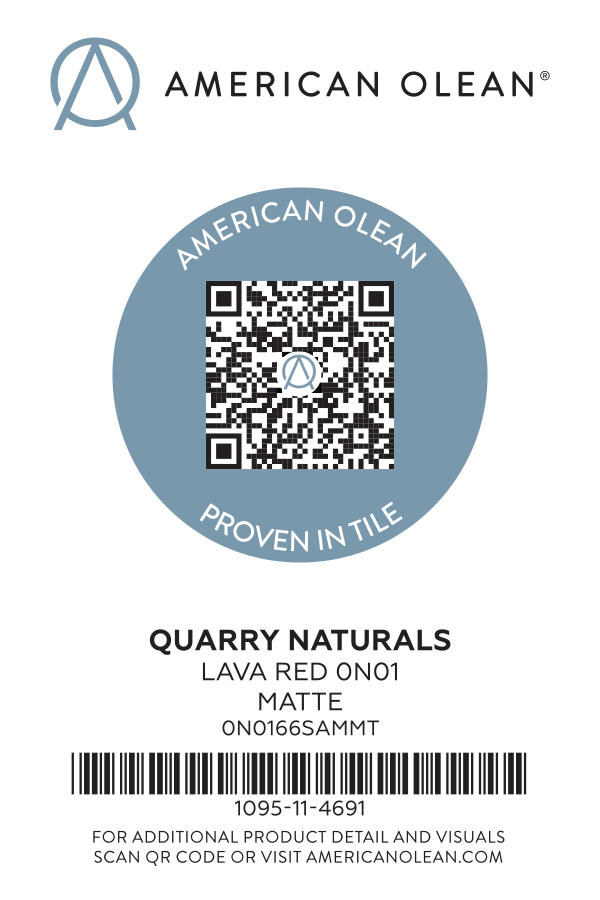 AMERICAN OLEAN®
AMERICAN OLEAN
PROVEN IN TILE
QUARRY NATURALS
LAVA RED 0N01
MATTE
0N0166SAMMT
1095-11-4691
FOR ADDITIONAL PRODUCT DETAIL AND VISUALS
SCAN QR CODE OR VISIT AMERICANOLEAN.COM